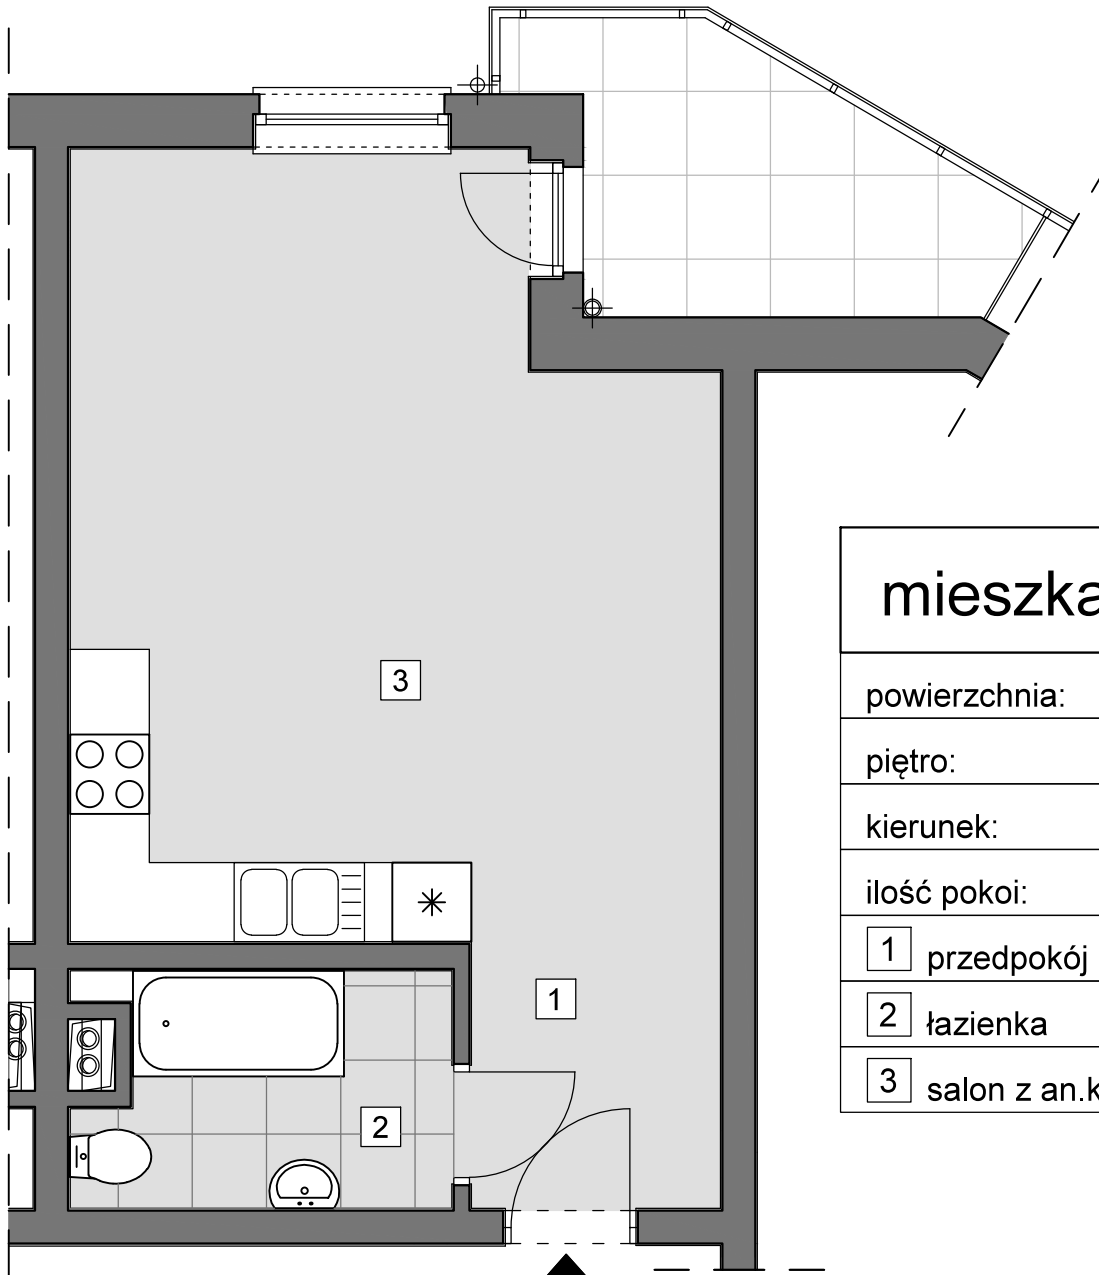 3
1
2
mieszka
powierzchnia:
piętro:
kierunek:
ilość pokoi:
1 przedpokój
2 łazienka
3 salon z an.k